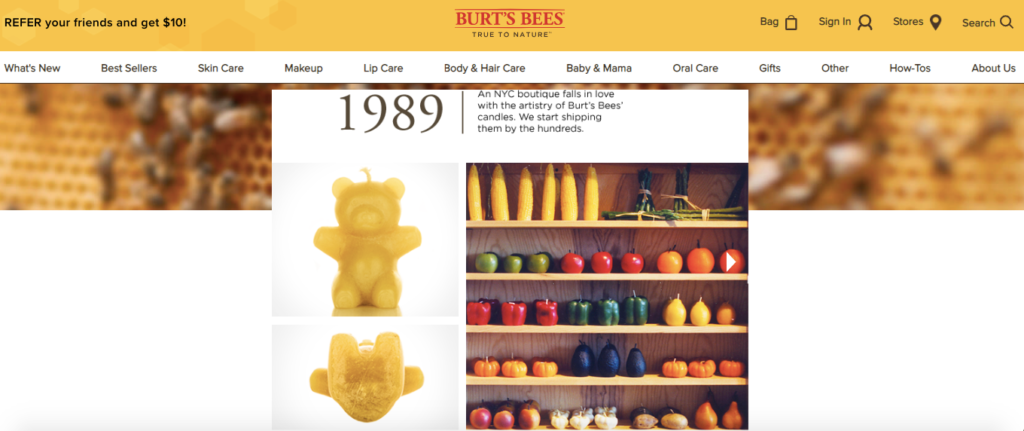 REFER your friends and get $10!
BURT'S BEES
TRUE TO NATURE™
Bag
Sign In
Stores
Search
What's New
Best Sellers
Skin Care
Makeup
Lip Care
Body & Hair Care
Baby & Mama
Oral Care
Gifts
Other
How-Tos
About Us
1989
An NYC boutique falls in love
with the artistry of Burt's Bees'
candles. We start shipping
them by the hundreds.